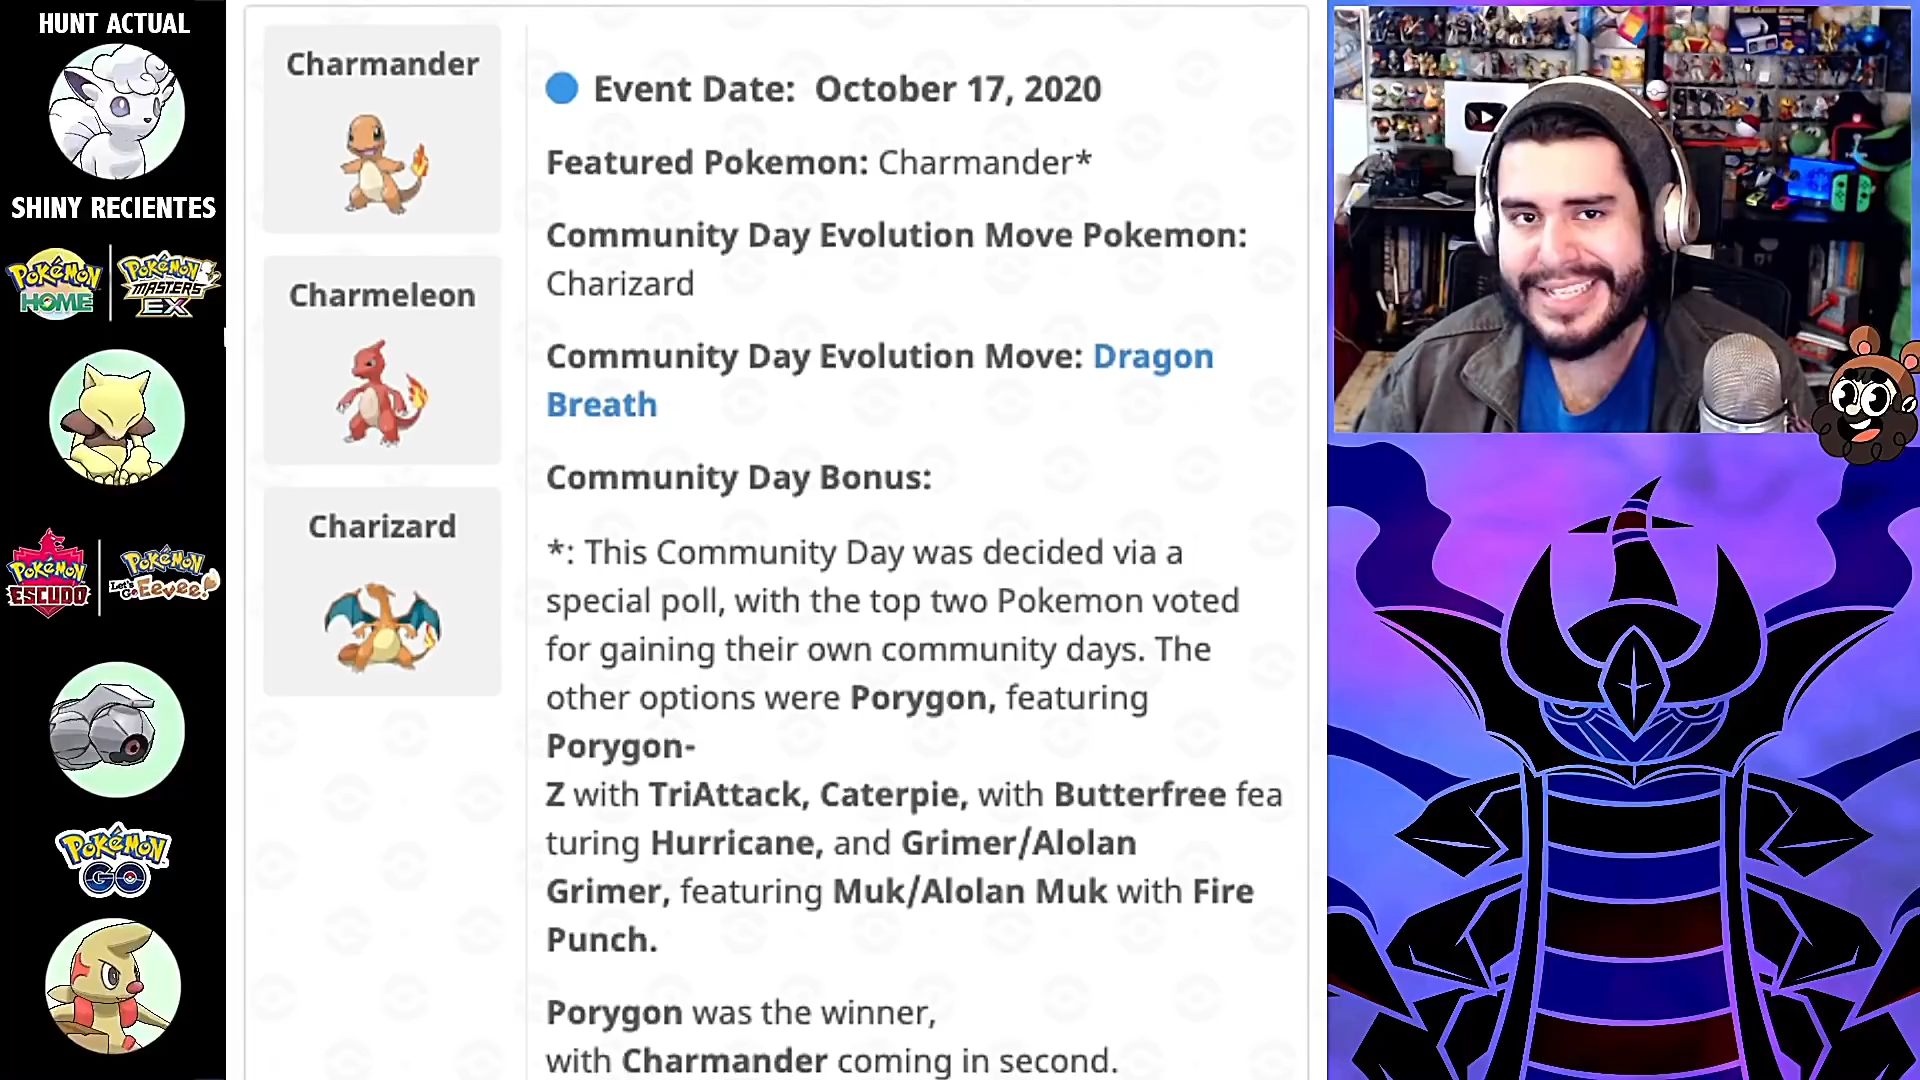 HUNT ACTUAL
SHINY RECIENTES
POKéMON
HOME
POKéMON
MASTERS
EX
POKéMON
ESCUDO
POKéMON
Let's Go Eevee!
POKéMON
GO
Charmander
Charmeleon
Charizard
Event Date: October 17, 2020
Featured Pokemon: Charmander*
Community Day Evolution Move Pokemon:
Charizard
Community Day Evolution Move: Dragon
Breath
Community Day Bonus:
*: This Community Day was decided via a
special poll, with the top two Pokemon voted
for gaining their own community days. The
other options were Porygon, featuring
Porygon-
Z with TriAttack, Caterpie, with Butterfree fea
turing Hurricane, and Grimer/Alolan
Grimer, featuring Muk/Alolan Muk with Fire
Punch.
Porygon was the winner,
with Charmander coming in second.